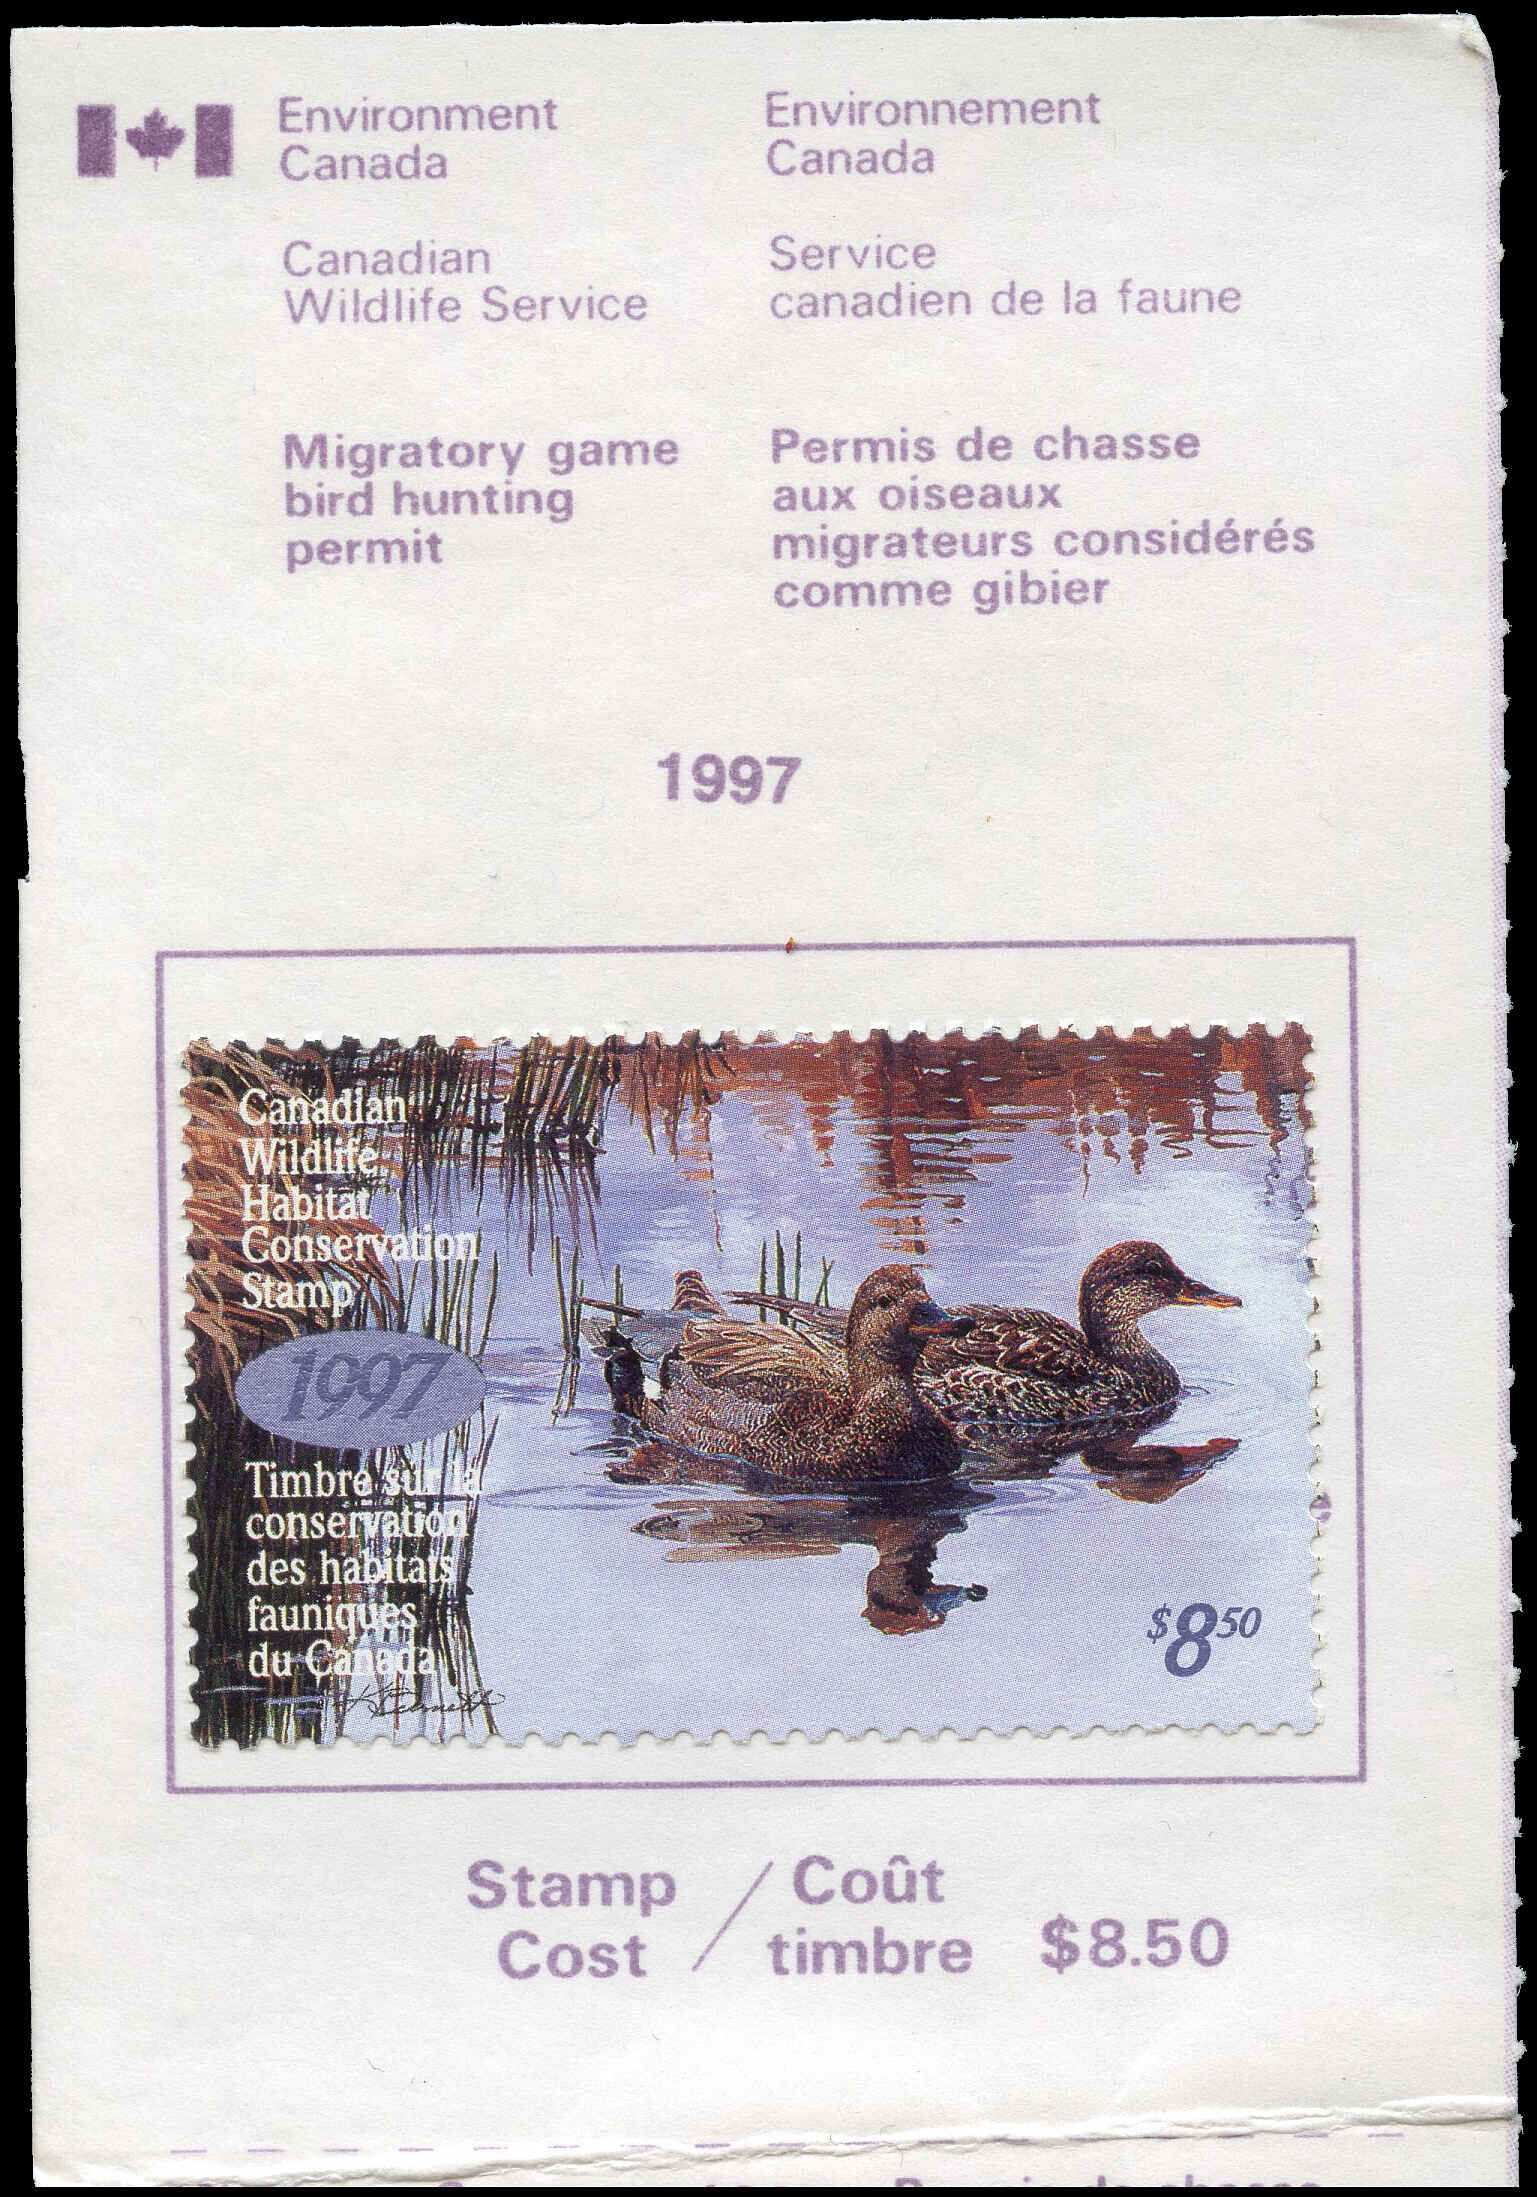 Environment
Canada
Environnement
Canada
Canadian
Wildlife Service
Service
canadien de la faune
Migratory game
bird hunting
permit
Permis de chasse
aux oiseaux
migrateurs considérés
comme gibier
1997
Canadian
Wildlife
Habitat
Conservation
Stamp
1997
Timbre sur la
conservation
des habitats
fauniques
du Canada
$8.50
Stamp / Coût
Cost / timbre $8.50